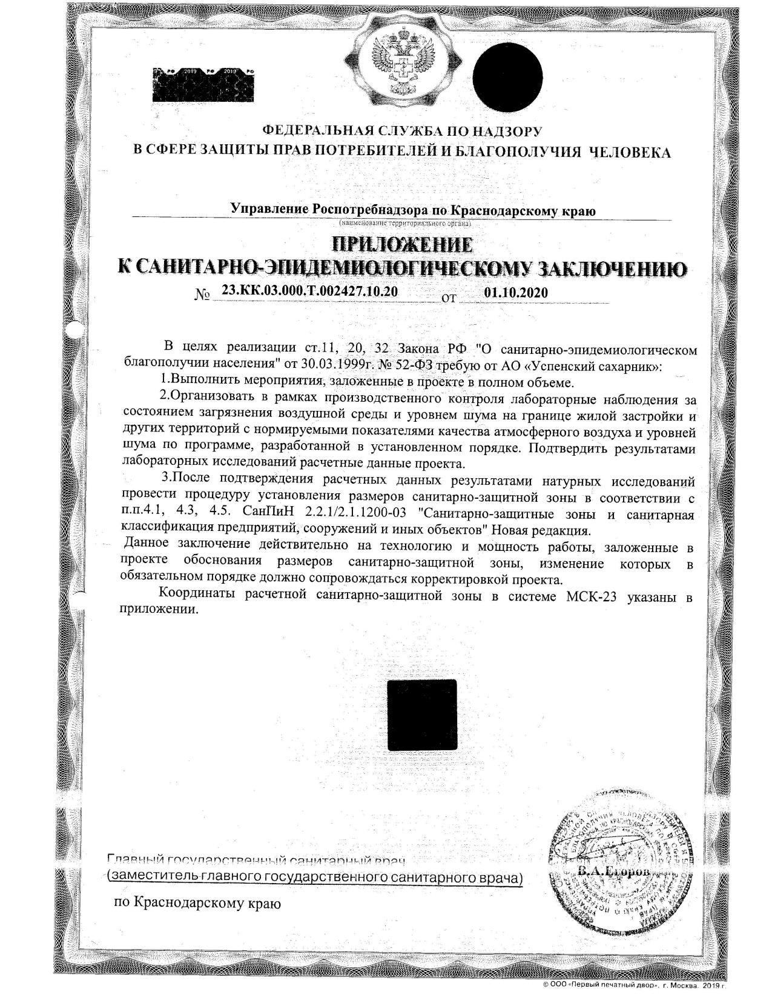 РФ 2019 РФ 2019 РФ
ФЕДЕРАЛЬНАЯ СЛУЖБА ПО НАДЗОРУ
В СФЕРЕ ЗАЩИТЫ ПРАВ ПОТРЕБИТЕЛЕЙ И БЛАГОПОЛУЧИЯ ЧЕЛОВЕКА
Управление Роспотребнадзора по Краснодарскому краю
(наименование территориального органа)
ПРИЛОЖЕНИЕ
К САНИТАРНО-ЭПИДЕМИОЛОГИЧЕСКОМУ ЗАКЛЮЧЕНИЮ
№ 23.КК.03.000.Т.002427.10.20 от 01.10.2020
В целях реализации ст.11, 20, 32 Закона РФ "О санитарно-эпидемиологическом
благополучии населения" от 30.03.1999г. № 52-ФЗ требую от АО «Успенский сахарник»:
1.Выполнить мероприятия, заложенные в проекте в полном объеме.
2.Организовать в рамках производственного контроля лабораторные наблюдения за
состоянием загрязнения воздушной среды и уровнем шума на границе жилой застройки и
других территорий с нормируемыми показателями качества атмосферного воздуха и уровней
шума по программе, разработанной в установленном порядке. Подтвердить результатами
лабораторных исследований расчетные данные проекта.
3.После подтверждения расчетных данных результатами натурных исследований
провести процедуру установления размеров санитарно-защитной зоны в соответствии с
п.п.4.1, 4.3, 4.5. СанПиН 2.2.1/2.1.1200-03 "Санитарно-защитные зоны и санитарная
классификация предприятий, сооружений и иных объектов" Новая редакция.
Данное заключение действительно на технологию и мощность работы, заложенные в
проекте обоснования размеров санитарно-защитной зоны, изменение которых в
обязательном порядке должно сопровождаться корректировкой проекта.
Координаты расчетной санитарно-защитной зоны в системе МСК-23 указаны в
приложении.
Главный государственный санитарный врач
(заместитель главного государственного санитарного врача)
В.А.Егоров
по Краснодарскому краю
© ООО «Первый печатный двор», г. Москва. 2019 г.